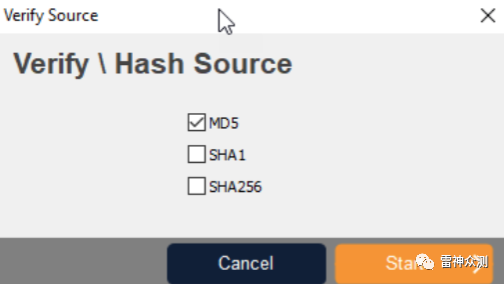 Verify Source
Verify \ Hash Source
MD5
SHA1
SHA256
Cancel
雷神众测